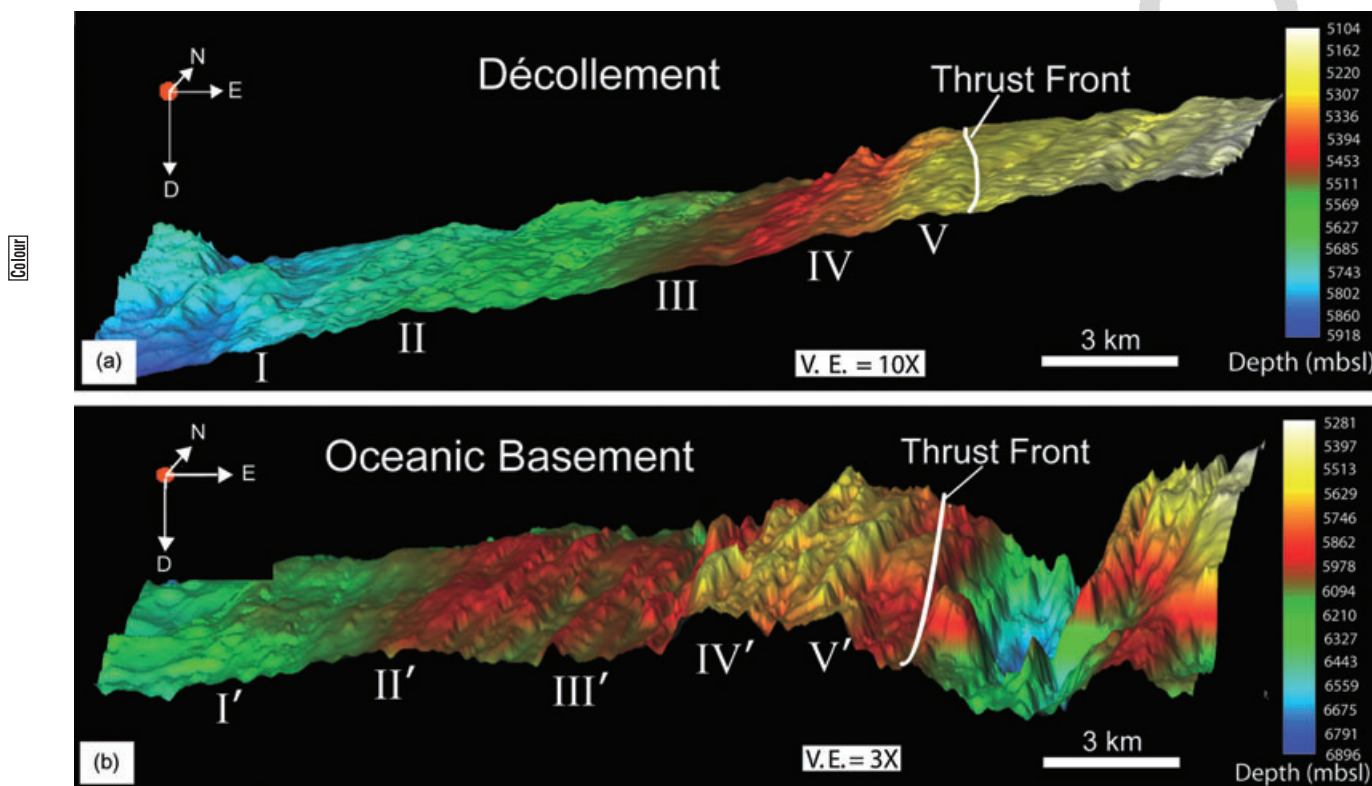 Colour
Décollement
Thrust Front
N
E
D
I
II
III
IV
V
(a)
V. E. = 10X
3 km
5104
5162
5220
5307
5336
5394
5453
5511
5569
5627
5685
5743
5802
5860
5918
Depth (mbsl)
Oceanic Basement
Thrust Front
N
E
D
I′
II′
III′
IV′
V′
(b)
V.E. = 3X
3 km
5281
5397
5513
5629
5746
5862
5978
6094
6210
6327
6443
6559
6675
6791
6896
Depth (mbsl)